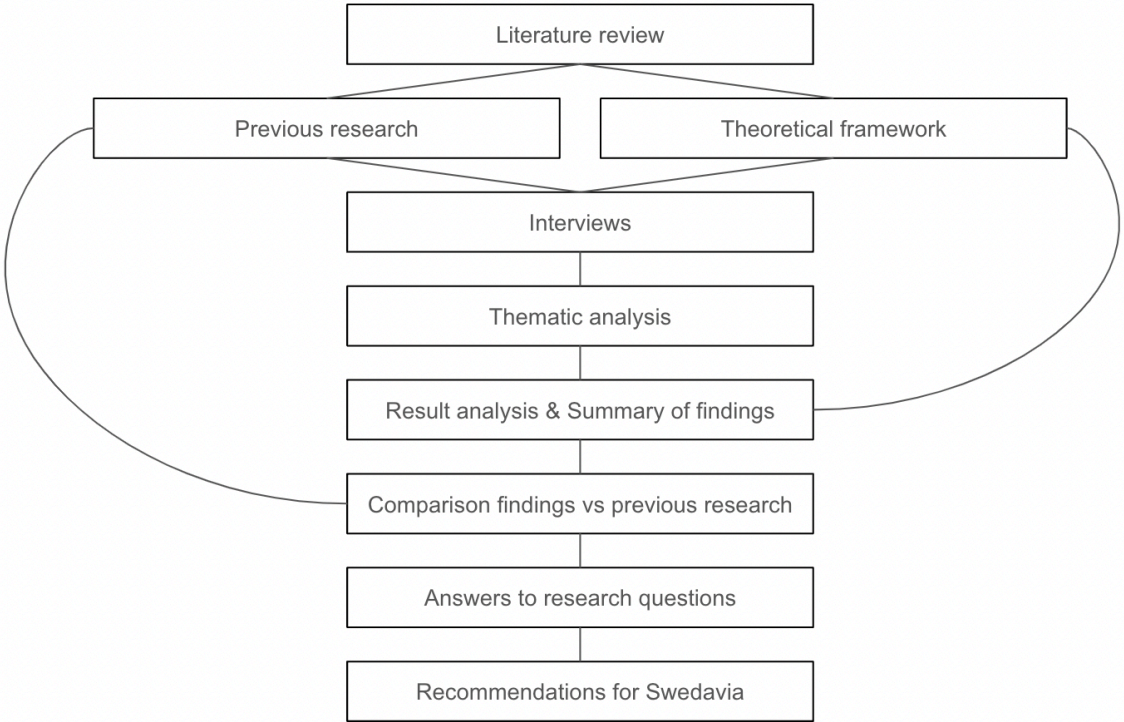 Literature review
Previous research
Theoretical framework
Interviews
Thematic analysis
Result analysis & Summary of findings
Comparison findings vs previous research
Answers to research questions
Recommendations for Swedavia